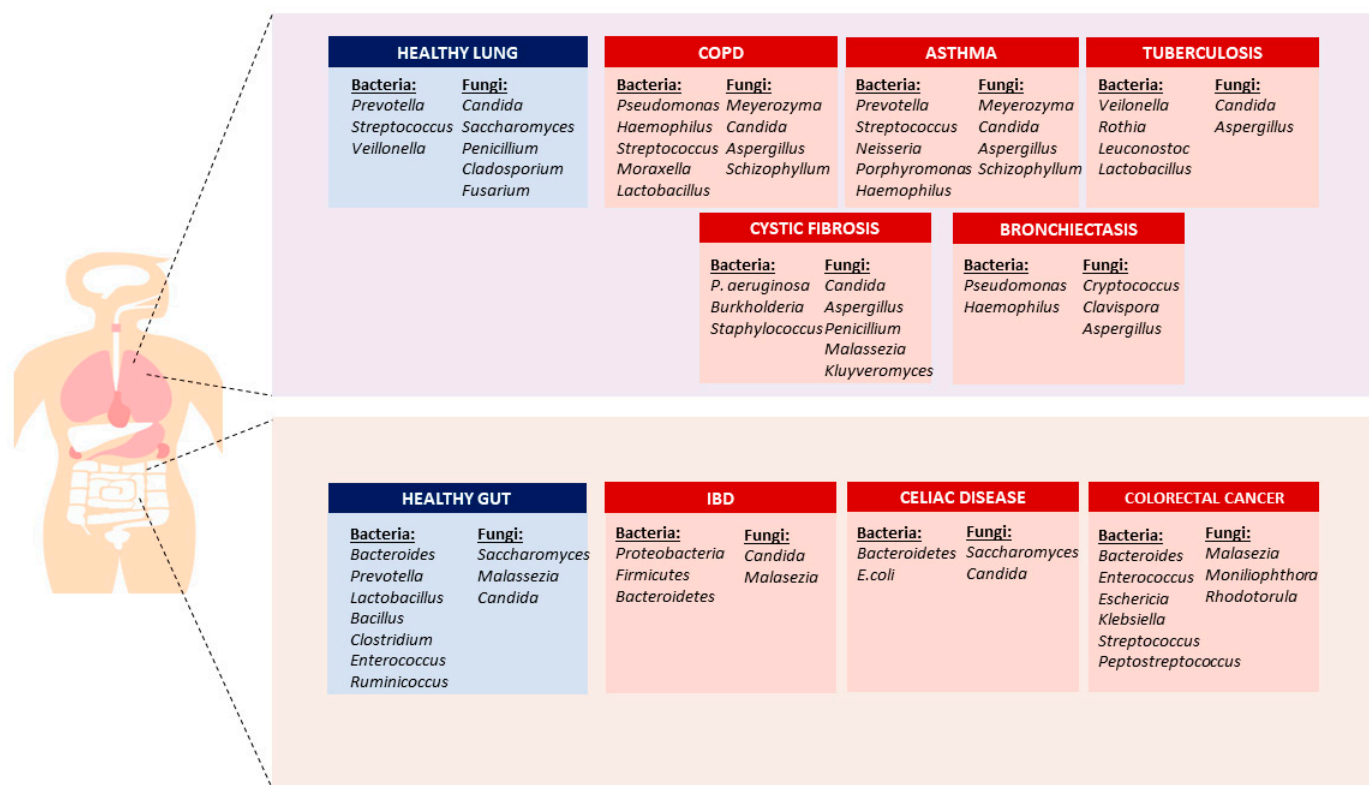 HEALTHY LUNG
Bacteria:
Prevotella
Streptococcus
Veillonella
Fungi:
Candida
Saccharomyces
Penicillium
Cladosporium
Fusarium
COPD
Bacteria:
Pseudomonas
Haemophilus
Streptococcus
Moraxella
Lactobacillus
Fungi:
Meyerozyma
Candida
Aspergillus
Schizophyllum
ASTHMA
Bacteria:
Prevotella
Streptococcus
Neisseria
Porphyromonas
Haemophilus
Fungi:
Meyerozyma
Candida
Aspergillus
Schizophyllum
TUBERCULOSIS
Bacteria:
Veilonella
Rothia
Leuconostoc
Lactobacillus
Fungi:
Candida
Aspergillus
CYSTIC FIBROSIS
Bacteria:
P. aeruginosa
Burkholderia
Staphylococcus
Fungi:
Candida
Aspergillus
Penicillium
Malassezia
Kluyveromyces
BRONCHIECTASIS
Bacteria:
Pseudomonas
Haemophilus
Fungi:
Cryptococcus
Clavispora
Aspergillus
HEALTHY GUT
Bacteria:
Bacteroides
Prevotella
Lactobacillus
Bacillus
Clostridium
Enterococcus
Ruminicoccus
Fungi:
Saccharomyces
Malassezia
Candida
IBD
Bacteria:
Proteobacteria
Firmicutes
Bacteroidetes
Fungi:
Candida
Malasezia
CELIAC DISEASE
Bacteria:
Bacteroidetes
E.coli
Fungi:
Saccharomyces
Candida
COLORECTAL CANCER
Bacteria:
Bacteroides
Enterococcus
Eschericia
Klebsiella
Streptococcus
Peptostreptococcus
Fungi:
Malasezia
Moniliophthora
Rhodotorula